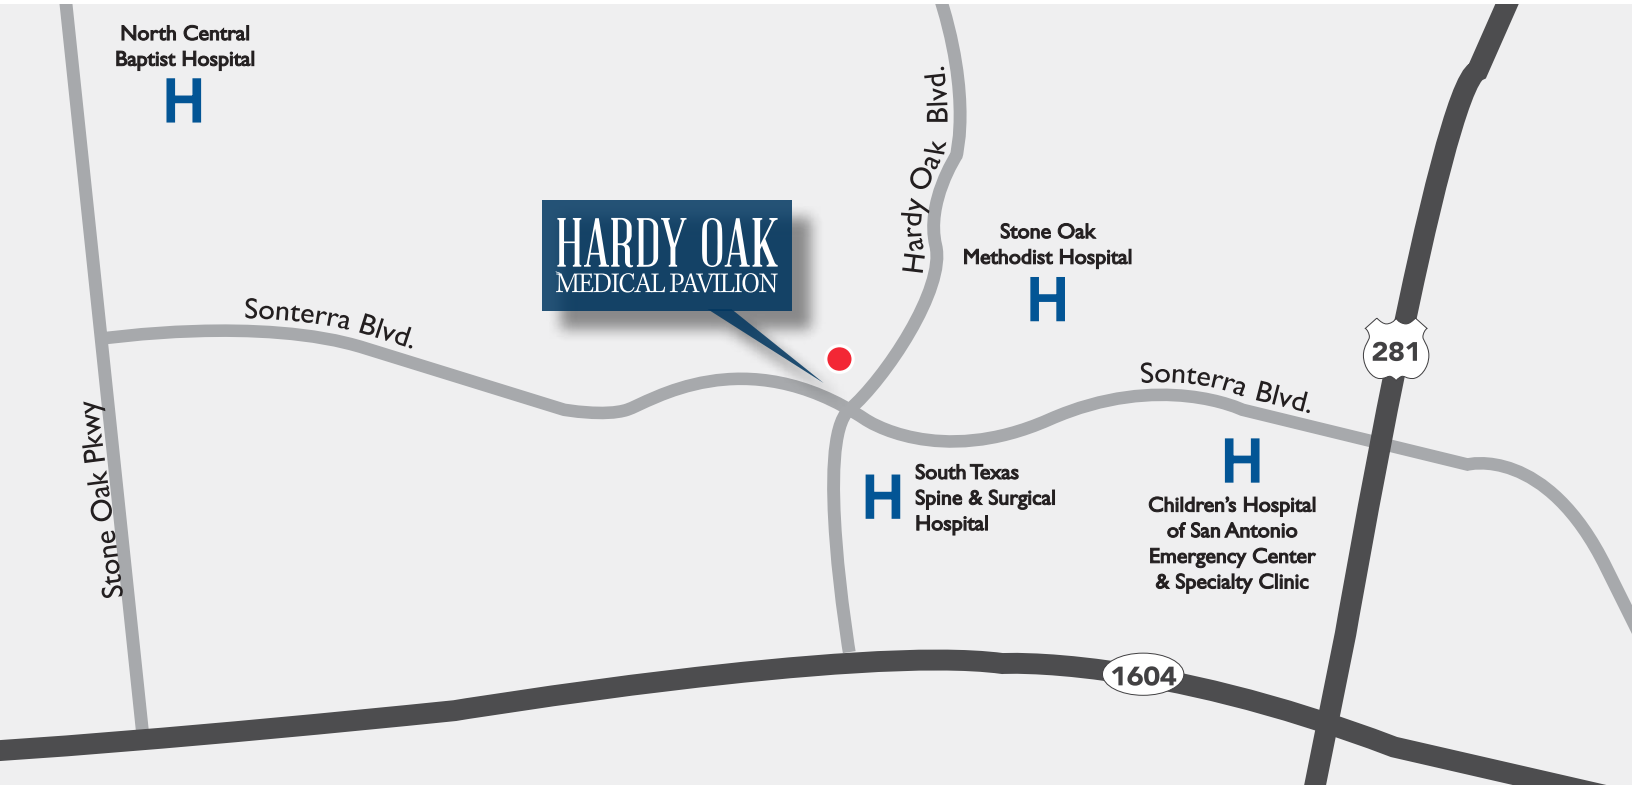 North Central
Baptist Hospital
H
Hardy Oak Blvd.
HARDY OAK
MEDICAL PAVILION
Stone Oak
Methodist Hospital
H
Sonterra Blvd.
281
Sonterra Blvd.
Stone Oak Pkwy
H
South Texas
Spine & Surgical
Hospital
H
Children’s Hospital
of San Antonio
Emergency Center
& Specialty Clinic
1604